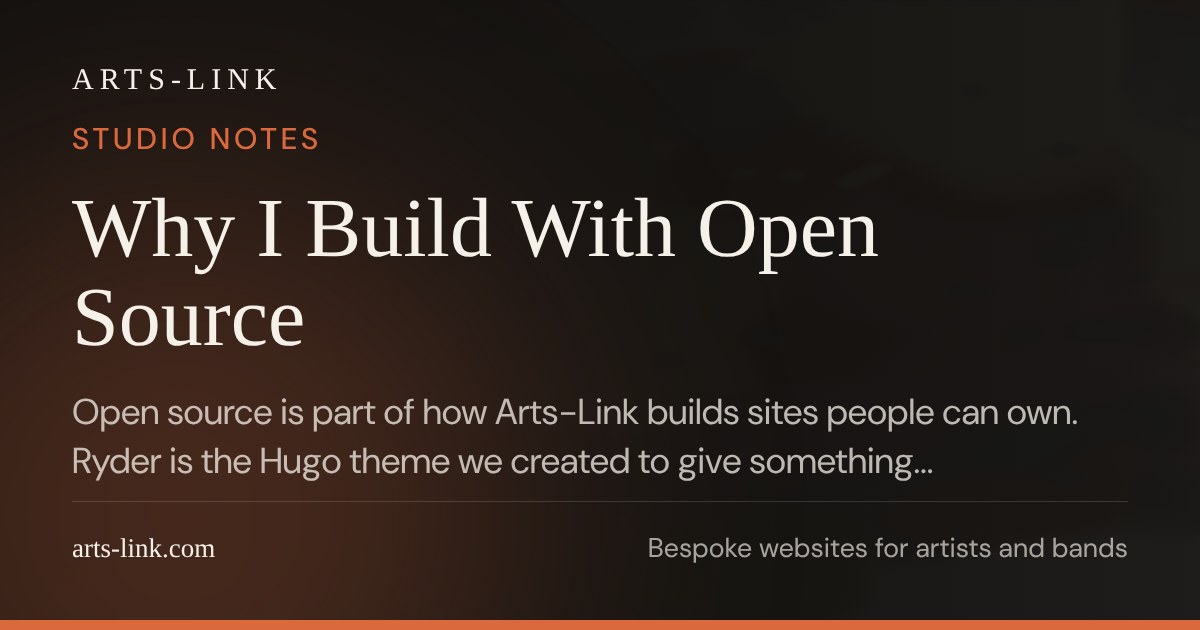 ARTS-LINK
STUDIO NOTES
Why I Build With Open
Source
Open source is part of how Arts-Link builds sites people can own.
Ryder is the Hugo theme we created to give something...
arts-link.com
Bespoke websites for artists and bands